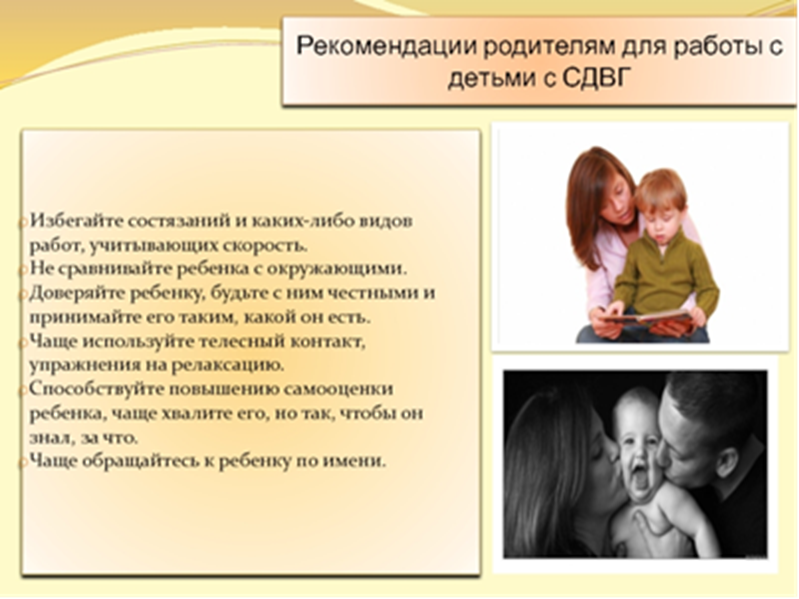 Рекомендации родителям для работы с
детьми с СДВГ
Избегайте состязаний и каких-либо видов
работ, учитывающих скорость.
Не сравнивайте ребенка с окружающими.
Доверяйте ребенку, будьте с ним честными и
принимайте его таким, какой он есть.
Чаще используйте телесный контакт,
упражнения на релаксацию.
Способствуйте повышению самооценки
ребенка, чаще хвалите его, но так, чтобы он
знал, за что.
Чаще обращайтесь к ребенку по имени.